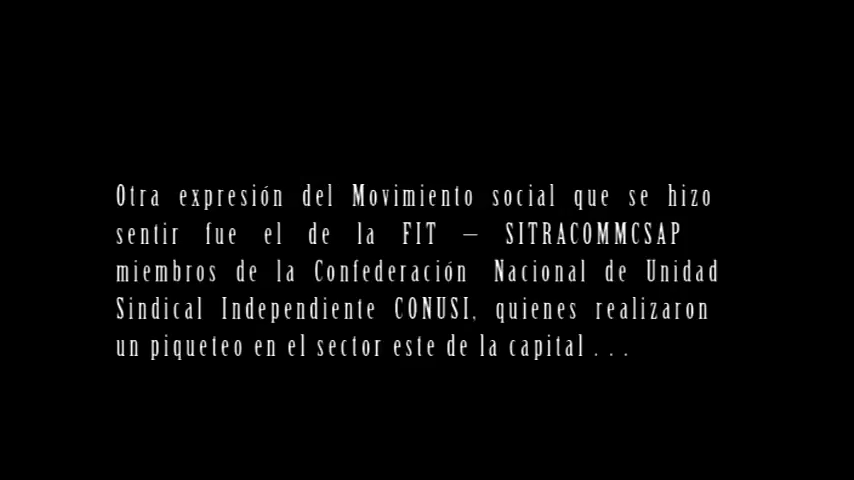 Otra expresión del Movimiento social que se hizo
sentir fue el de la FIT – SITRACOMMCSAP
miembros de la Confederación Nacional de Unidad
Sindical Independiente CONUSI, quienes realizaron
un piqueteo en el sector este de la capital . . .